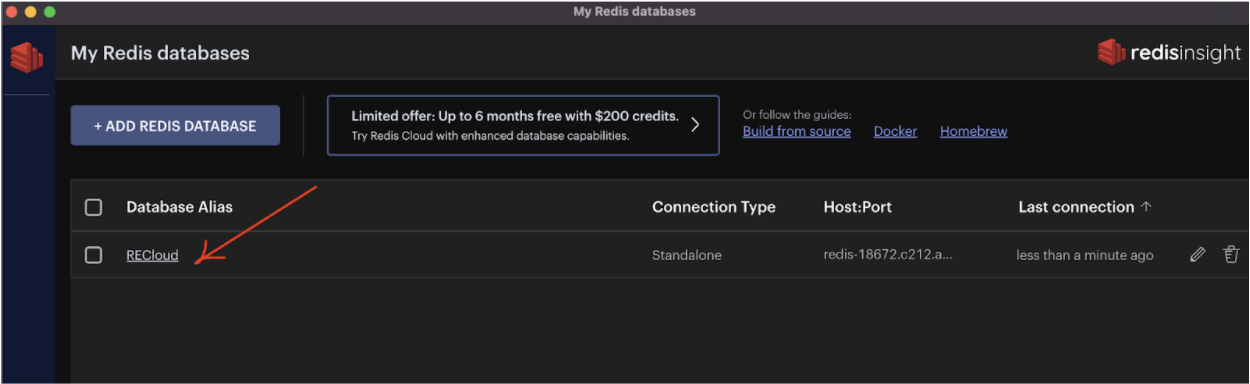 My Redis databases
My Redis databases
redisinsight
+ ADD REDIS DATABASE
Limited offer: Up to 6 months free with $200 credits.
Try Redis Cloud with enhanced database capabilities.
Or follow the guides:
Build from source Docker Homebrew
Database Alias Connection Type Host:Port Last connection ↑
RECloud Standalone redis-18672.c212.a... less than a minute ago